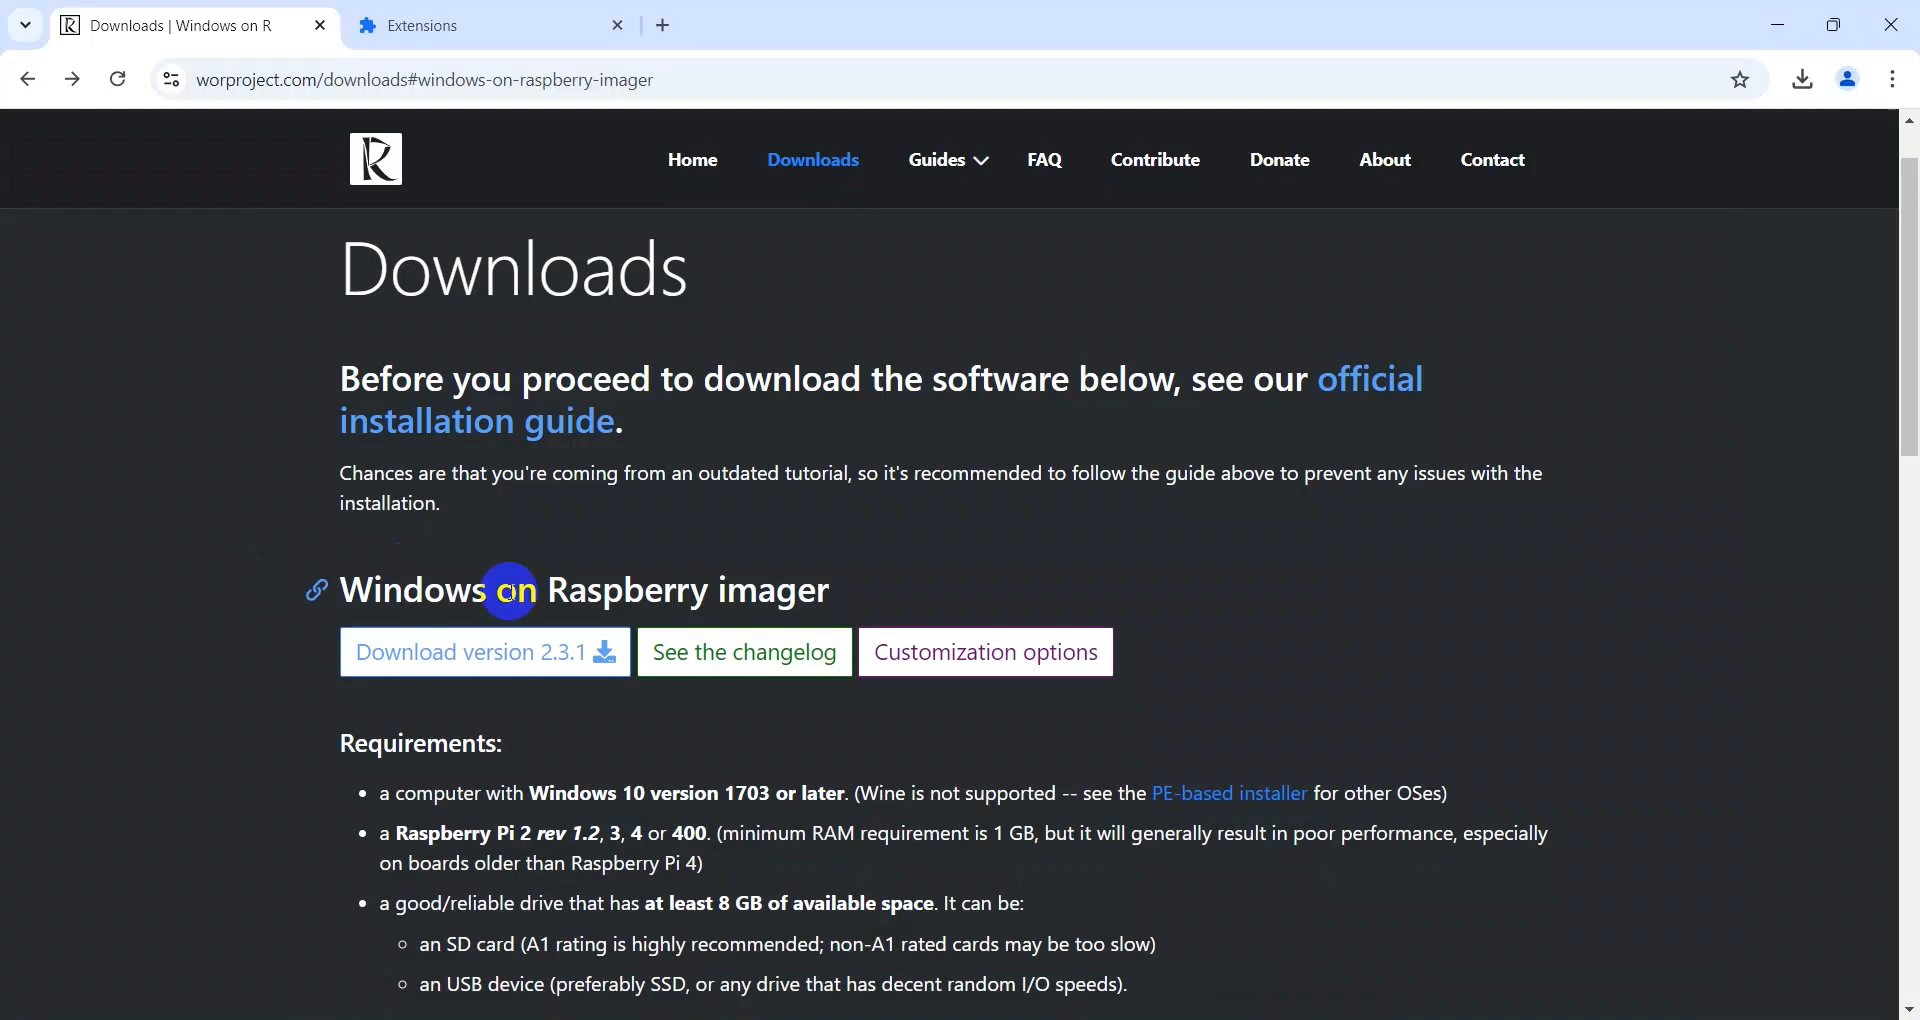 Downloads | Windows on R
Extensions
worproject.com/downloads#windows-on-raspberry-imager
R
Home
Downloads
Guides
FAQ
Contribute
Donate
About
Contact
Downloads
Before you proceed to download the software below, see our official
installation guide.
Chances are that you're coming from an outdated tutorial, so it's recommended to follow the guide above to prevent any issues with the
installation.
Windows on Raspberry imager
Download version 2.3.1
See the changelog
Customization options
Requirements:
• a computer with Windows 10 version 1703 or later. (Wine is not supported -- see the PE-based installer for other OSes)
• a Raspberry Pi 2 rev 1.2, 3, 4 or 400. (minimum RAM requirement is 1 GB, but it will generally result in poor performance, especially
on boards older than Raspberry Pi 4)
• a good/reliable drive that has at least 8 GB of available space. It can be:
◦ an SD card (A1 rating is highly recommended; non-A1 rated cards may be too slow)
◦ an USB device (preferably SSD, or any drive that has decent random I/O speeds).